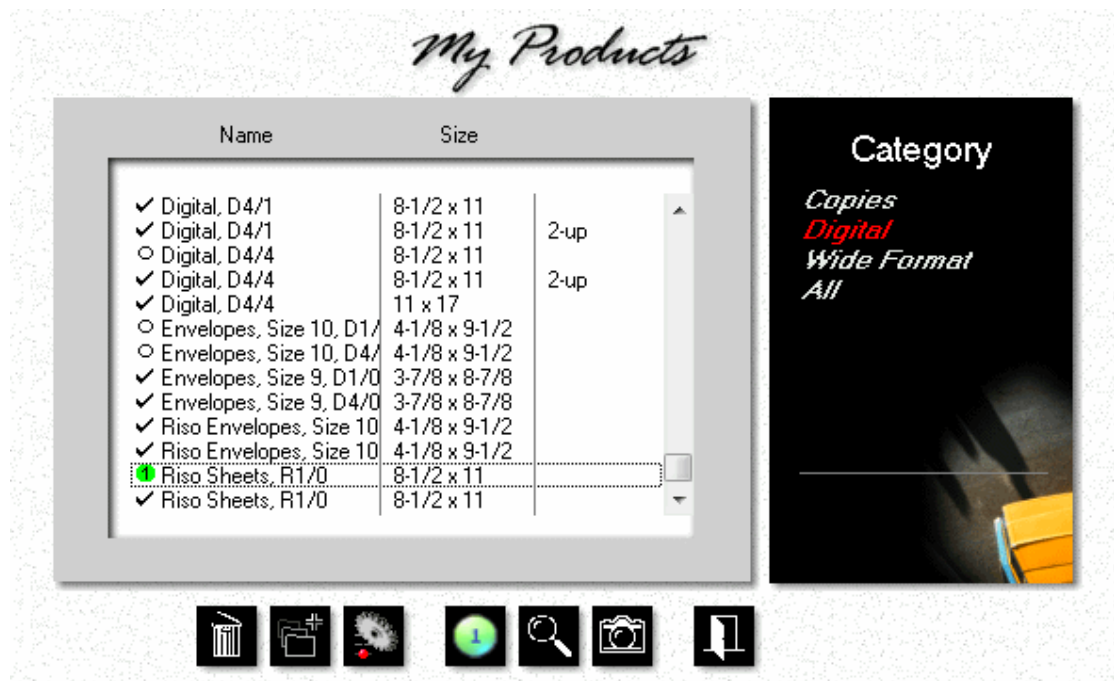 My Products
Name Size
Digital, D4/1 8-1/2 x 11
Digital, D4/1 8-1/2 x 11 2-up
Digital, D4/4 8-1/2 x 11
Digital, D4/4 8-1/2 x 11 2-up
Digital, D4/4 11 x 17
Envelopes, Size 10, D1/ 4-1/8 x 9-1/2
Envelopes, Size 10, D4/ 4-1/8 x 9-1/2
Envelopes, Size 9, D1/0 3-7/8 x 8-7/8
Envelopes, Size 9, D4/0 3-7/8 x 8-7/8
Riso Envelopes, Size 10 4-1/8 x 9-1/2
Riso Envelopes, Size 10 4-1/8 x 9-1/2
1 Riso Sheets, R1/0 8-1/2 x 11
Riso Sheets, R1/0 8-1/2 x 11
Category
Copies
Digital
Wide Format
All
1